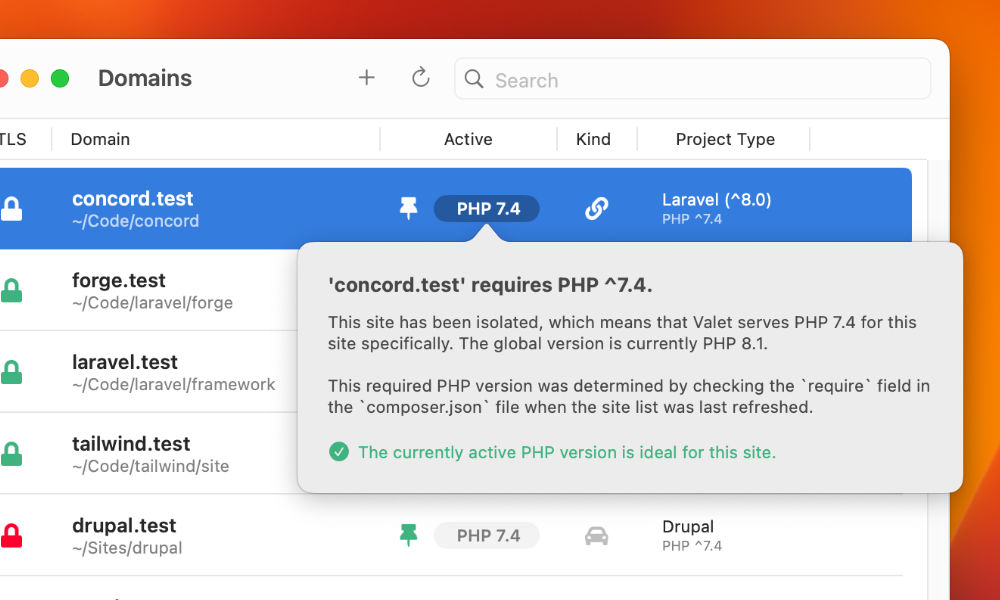 Domains
Search
TLS
Domain
Active
Kind
Project Type
concord.test
PHP 7.4
Laravel (^8.0)
~/Code/concord
PHP ^7.4
'concord.test' requires PHP ^7.4.
This site has been isolated, which means that Valet serves PHP 7.4 for this
site specifically. The global version is currently PHP 8.1.
This required PHP version was determined by checking the `require` field in
the `composer.json` file when the site list was last refreshed.
The currently active PHP version is ideal for this site.
forge.test
~/Code/laravel/forge
laravel.test
~/Code/laravel/framework
tailwind.test
~/Code/tailwind/site
drupal.test
PHP 7.4
Drupal
~/Sites/drupal
PHP ^7.4